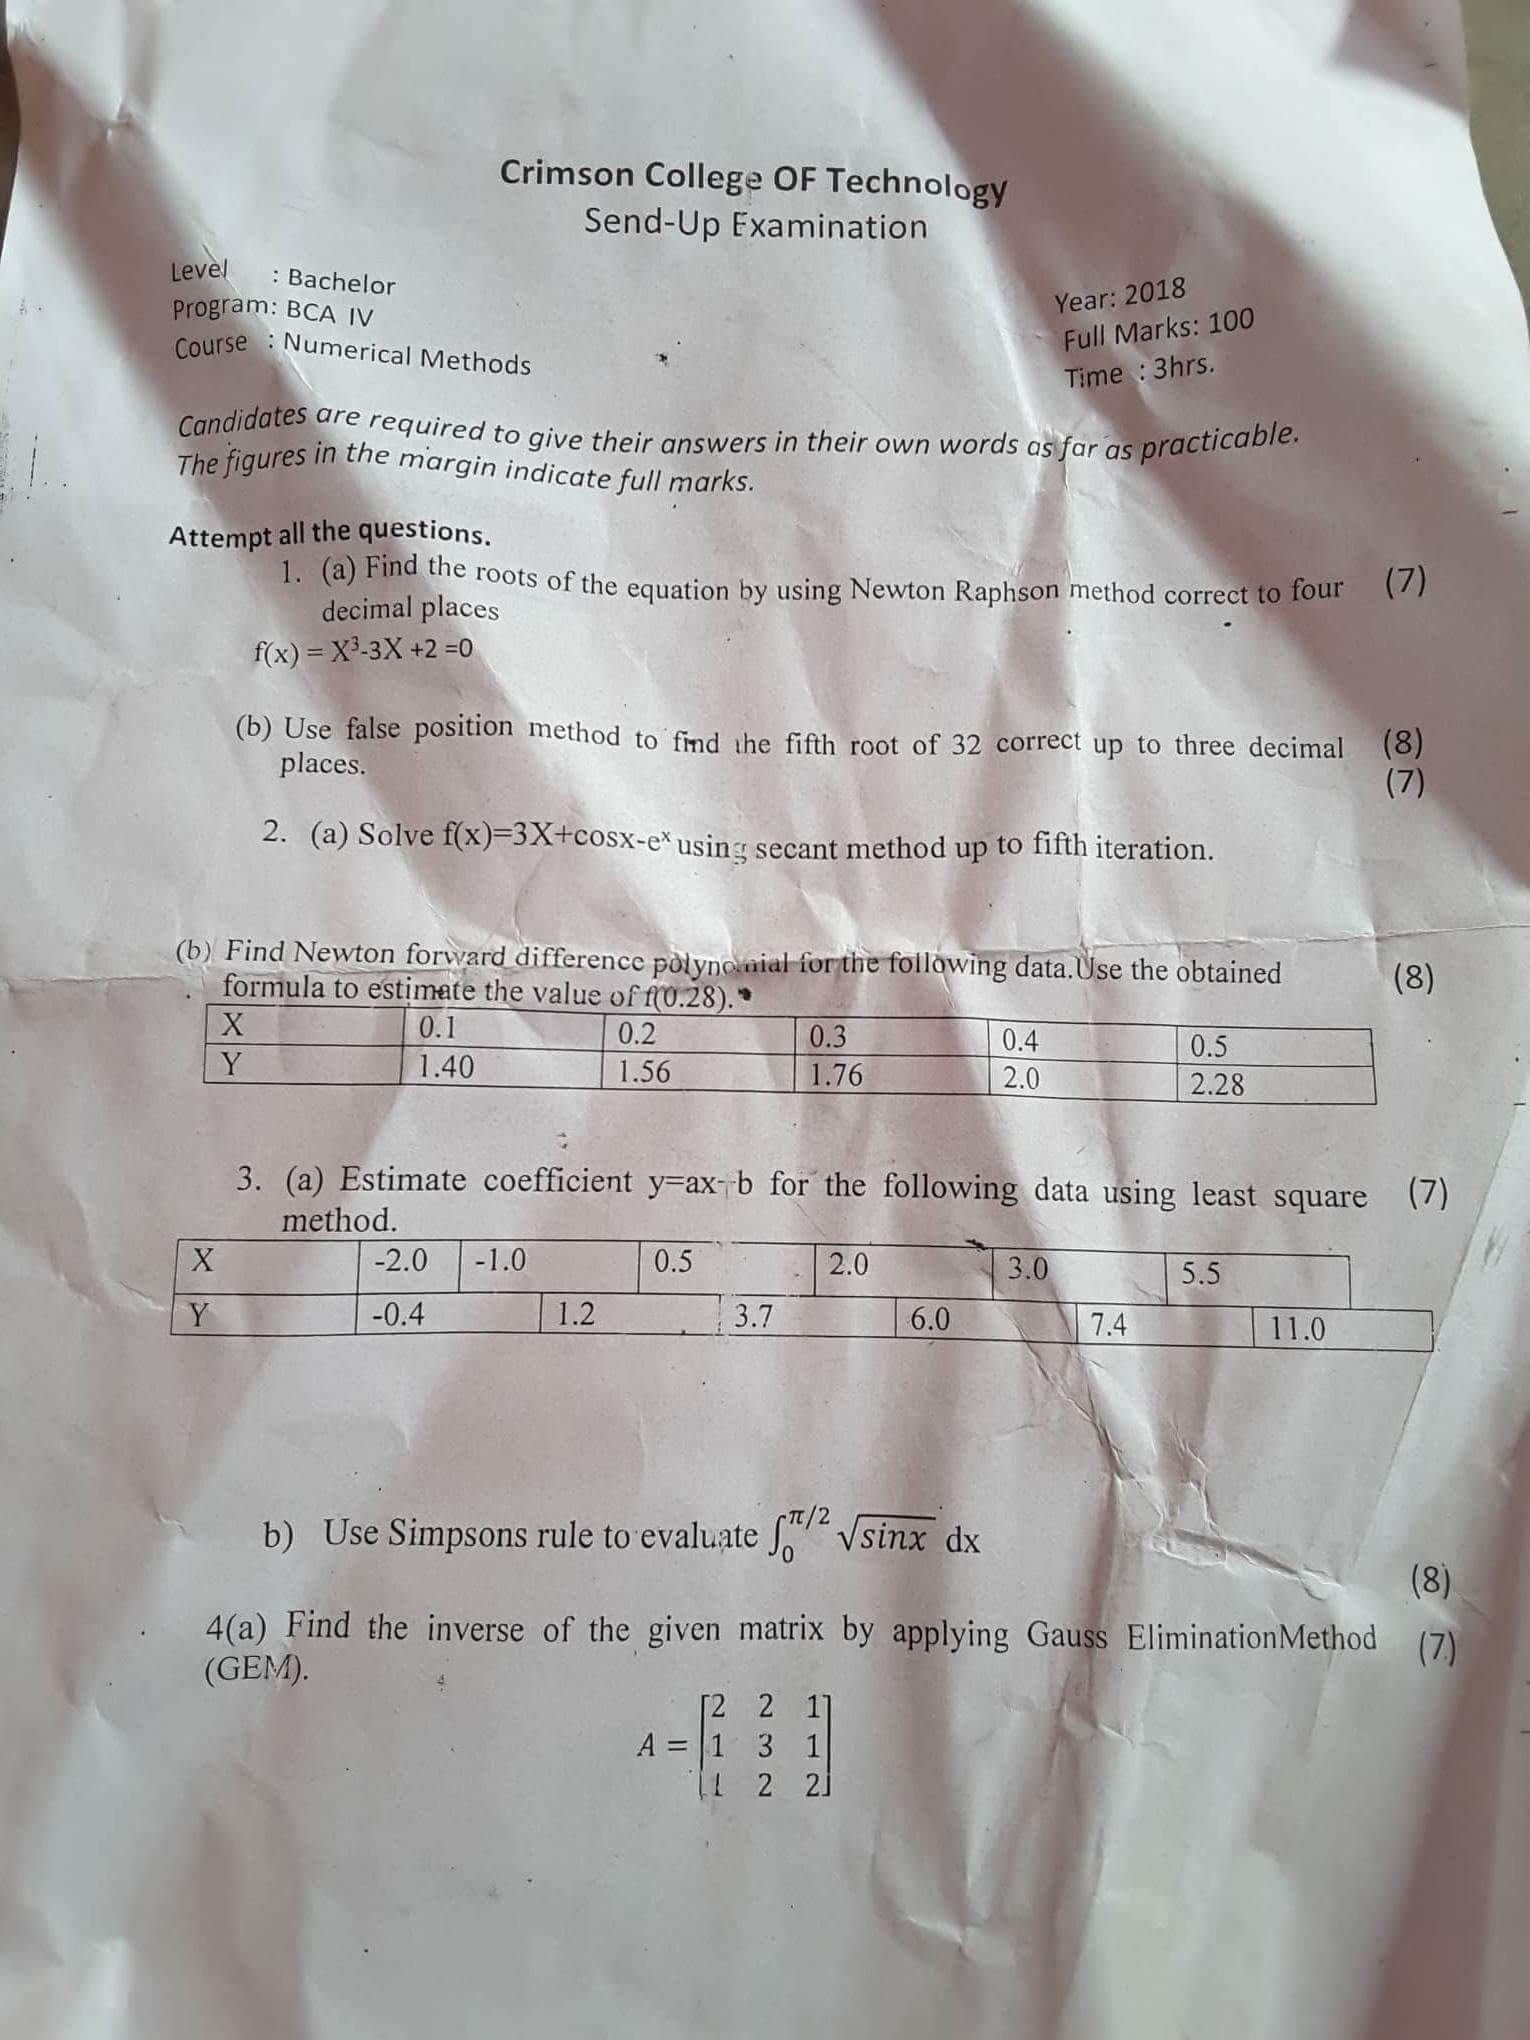 Crimson College OF Technology
Send-Up Examination
Level : Bachelor
Program: BCA IV
Course : Numerical Methods
Year: 2018
Full Marks: 100
Time : 3hrs.
Candidates are required to give their answers in their own words as far as practicable.
The figures in the margin indicate full marks.
Attempt all the questions.
1. (a) Find the roots of the equation by using Newton Raphson method correct to four (7)
decimal places
f(x) = X³-3X +2 =0
(b) Use false position method to find the fifth root of 32 correct up to three decimal (8)
places. (7)
2. (a) Solve f(x)=3X+cosx-eˣ using secant method up to fifth iteration.
(b) Find Newton forward difference polynomial for the following data.Use the obtained (8)
formula to estimate the value of f(0.28).
X 0.1 0.2 0.3 0.4 0.5
Y 1.40 1.56 1.76 2.0 2.28
3. (a) Estimate coefficient y=ax+b for the following data using least square (7)
method.
X -2.0 -1.0 0.5 2.0 3.0 5.5
Y -0.4 1.2 3.7 6.0 7.4 11.0
b) Use Simpsons rule to evaluate ∫₀^π/2 √sinx dx
(8)
4(a) Find the inverse of the given matrix by applying Gauss EliminationMethod (7)
(GEM).
A = [2 2 1
1 3 1
1 2 2]